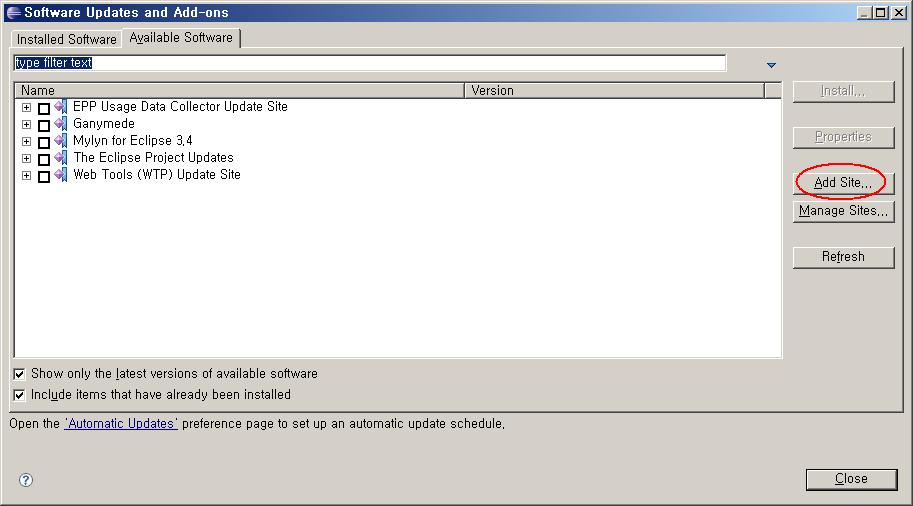 Software Updates and Add-ons
Installed Software Available Software
type filter text
Name Version
EPP Usage Data Collector Update Site
Ganymede
Mylyn for Eclipse 3.4
The Eclipse Project Updates
Web Tools (WTP) Update Site
Install...
Properties
Add Site...
Manage Sites...
Refresh
Show only the latest versions of available software
Include items that have already been installed
Open the 'Automatic Updates' preference page to set up an automatic update schedule.
?
Close